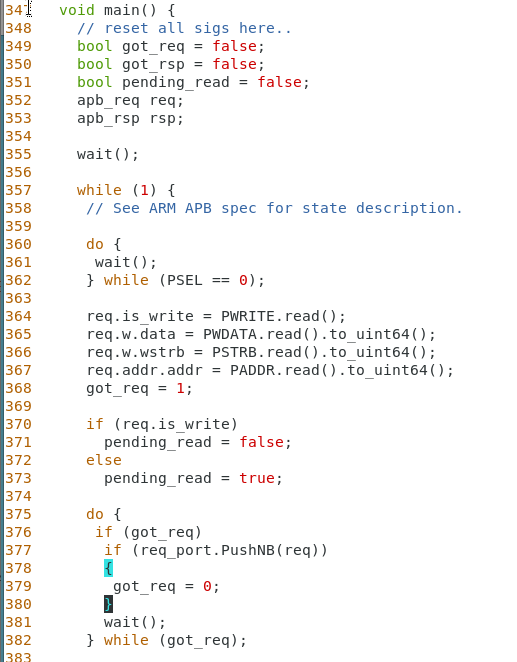 347 void main() {
348 // reset all sigs here..
349 bool got_req = false;
350 bool got_rsp = false;
351 bool pending_read = false;
352 apb_req req;
353 apb_rsp rsp;
354
355 wait();
356
357 while (1) {
358 // See ARM APB spec for state description.
359
360 do {
361 wait();
362 } while (PSEL == 0);
363
364 req.is_write = PWRITE.read();
365 req.w.data = PWDATA.read().to_uint64();
366 req.w.wstrb = PSTRB.read().to_uint64();
367 req.addr.addr = PADDR.read().to_uint64();
368 got_req = 1;
369
370 if (req.is_write)
371 pending_read = false;
372 else
373 pending_read = true;
374
375 do {
376 if (got_req)
377 if (req_port.PushNB(req))
378 {
379 got_req = 0;
380 }
381 wait();
382 } while (got_req);
383